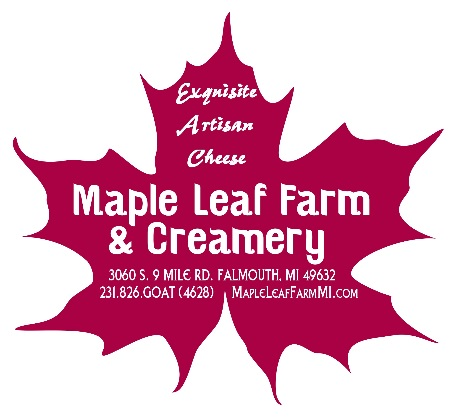 Exquisite
Artisan
Cheese
Maple Leaf Farm
& Creamery
3060 S. 9 MILE RD. FALMOUTH, MI 49632
231.826.GOAT (4628) MAPLELEAFFARMMI.COM